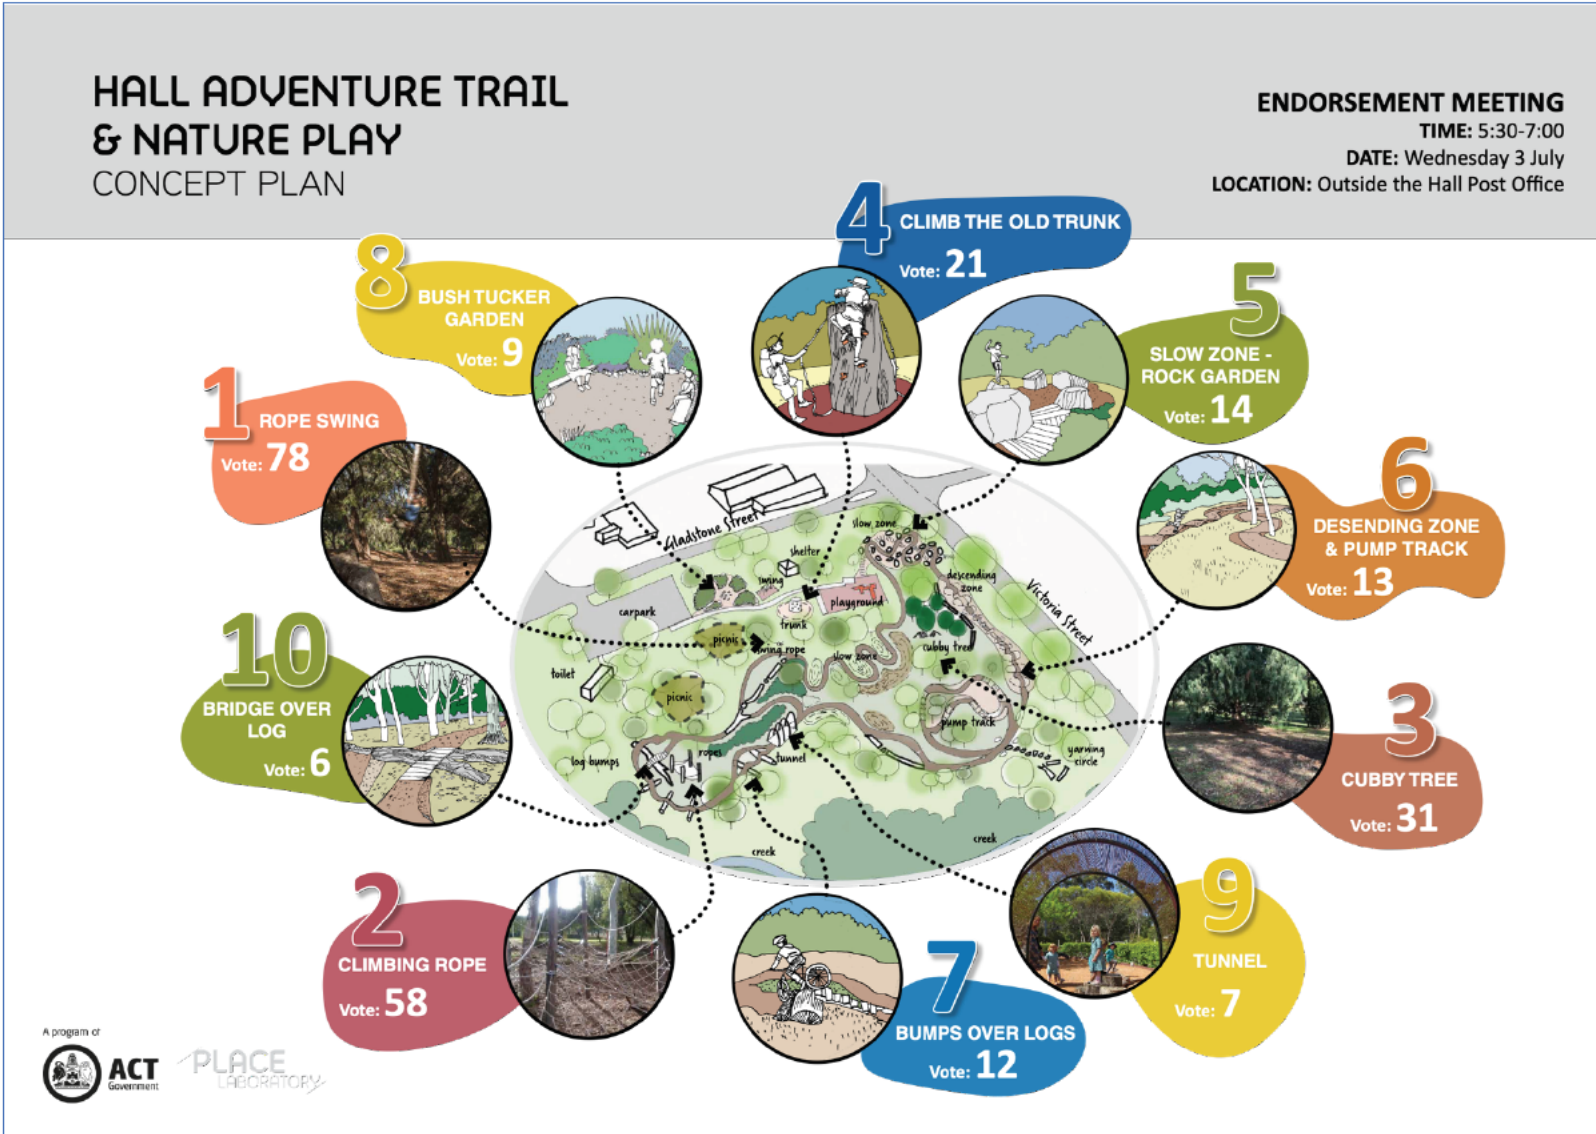 HALL ADVENTURE TRAIL
& NATURE PLAY
CONCEPT PLAN
ENDORSEMENT MEETING
TIME: 5:30-7:00
DATE: Wednesday 3 July
LOCATION: Outside the Hall Post Office
4
CLIMB THE OLD TRUNK
Vote: 21
8
BUSH TUCKER
GARDEN
Vote: 9
5
SLOW ZONE -
ROCK GARDEN
Vote: 14
1
ROPE SWING
Vote: 78
6
DESENDING ZONE
& PUMP TRACK
Vote: 13
Gladstone Street
slow zone
shelter
swing
descending
zone
Victoria Street
carpark
playground
trunk
picnic
swing rope
slow zone
cubby tree
toilet
picnic
pump track
log bumps
ropes
tunnel
yarning
circle
creek
creek
10
BRIDGE OVER
LOG
Vote: 6
3
CUBBY TREE
Vote: 31
2
CLIMBING ROPE
Vote: 58
9
TUNNEL
Vote: 7
7
BUMPS OVER LOGS
Vote: 12
A program of
ACT
Government
PLACE
LABORATORY